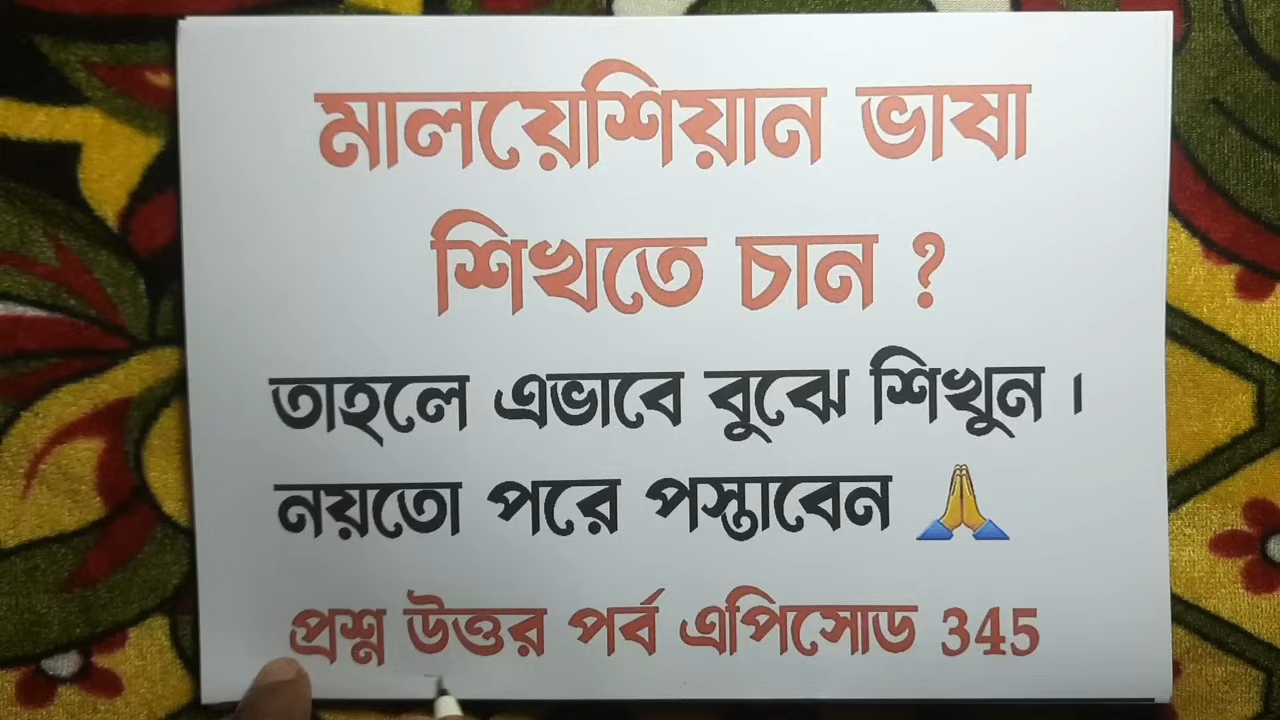 মালয়েশিয়ান ভাষা
শিখতে চান ?
তাহলে এভাবে বুঝে শিখুন ।
নয়তো পরে পস্তাবেন 🙏
প্রশ্ন উত্তর পর্ব এপিসোড 345